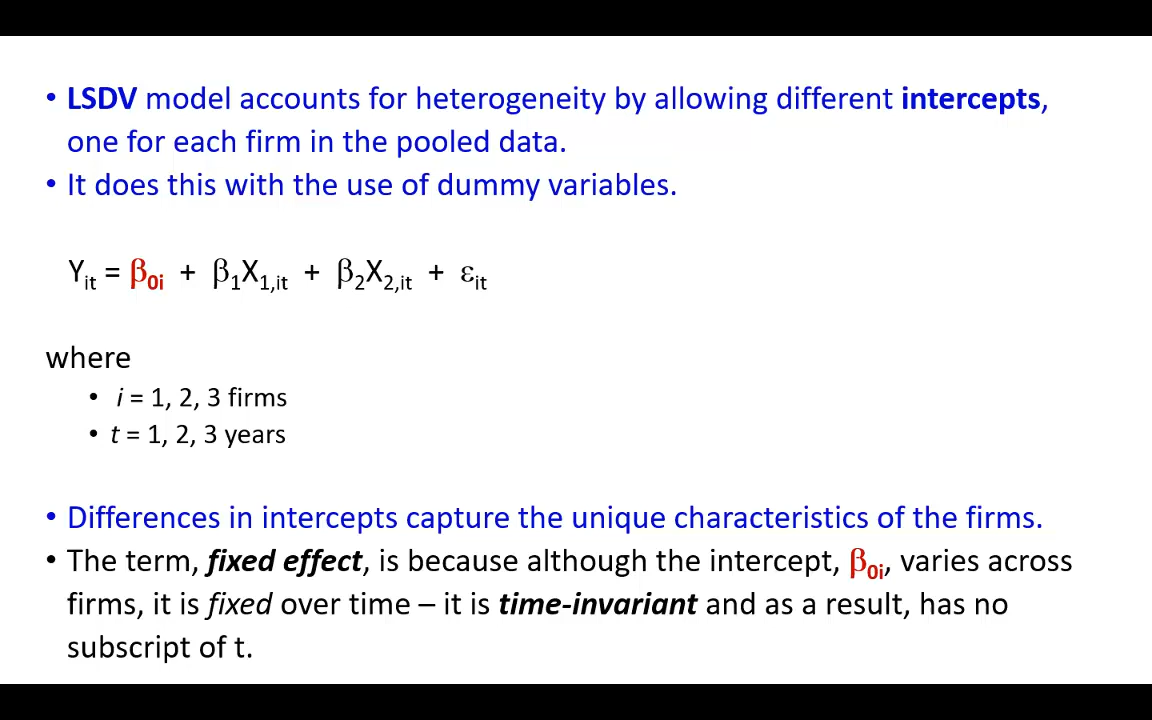 • LSDV model accounts for heterogeneity by allowing different intercepts,
one for each firm in the pooled data.
• It does this with the use of dummy variables.
Yit = β0i + β1X1,it + β2X2,it + εit
where
• i = 1, 2, 3 firms
• t = 1, 2, 3 years
• Differences in intercepts capture the unique characteristics of the firms.
• The term, fixed effect, is because although the intercept, β0i, varies across
firms, it is fixed over time – it is time-invariant and as a result, has no
subscript of t.